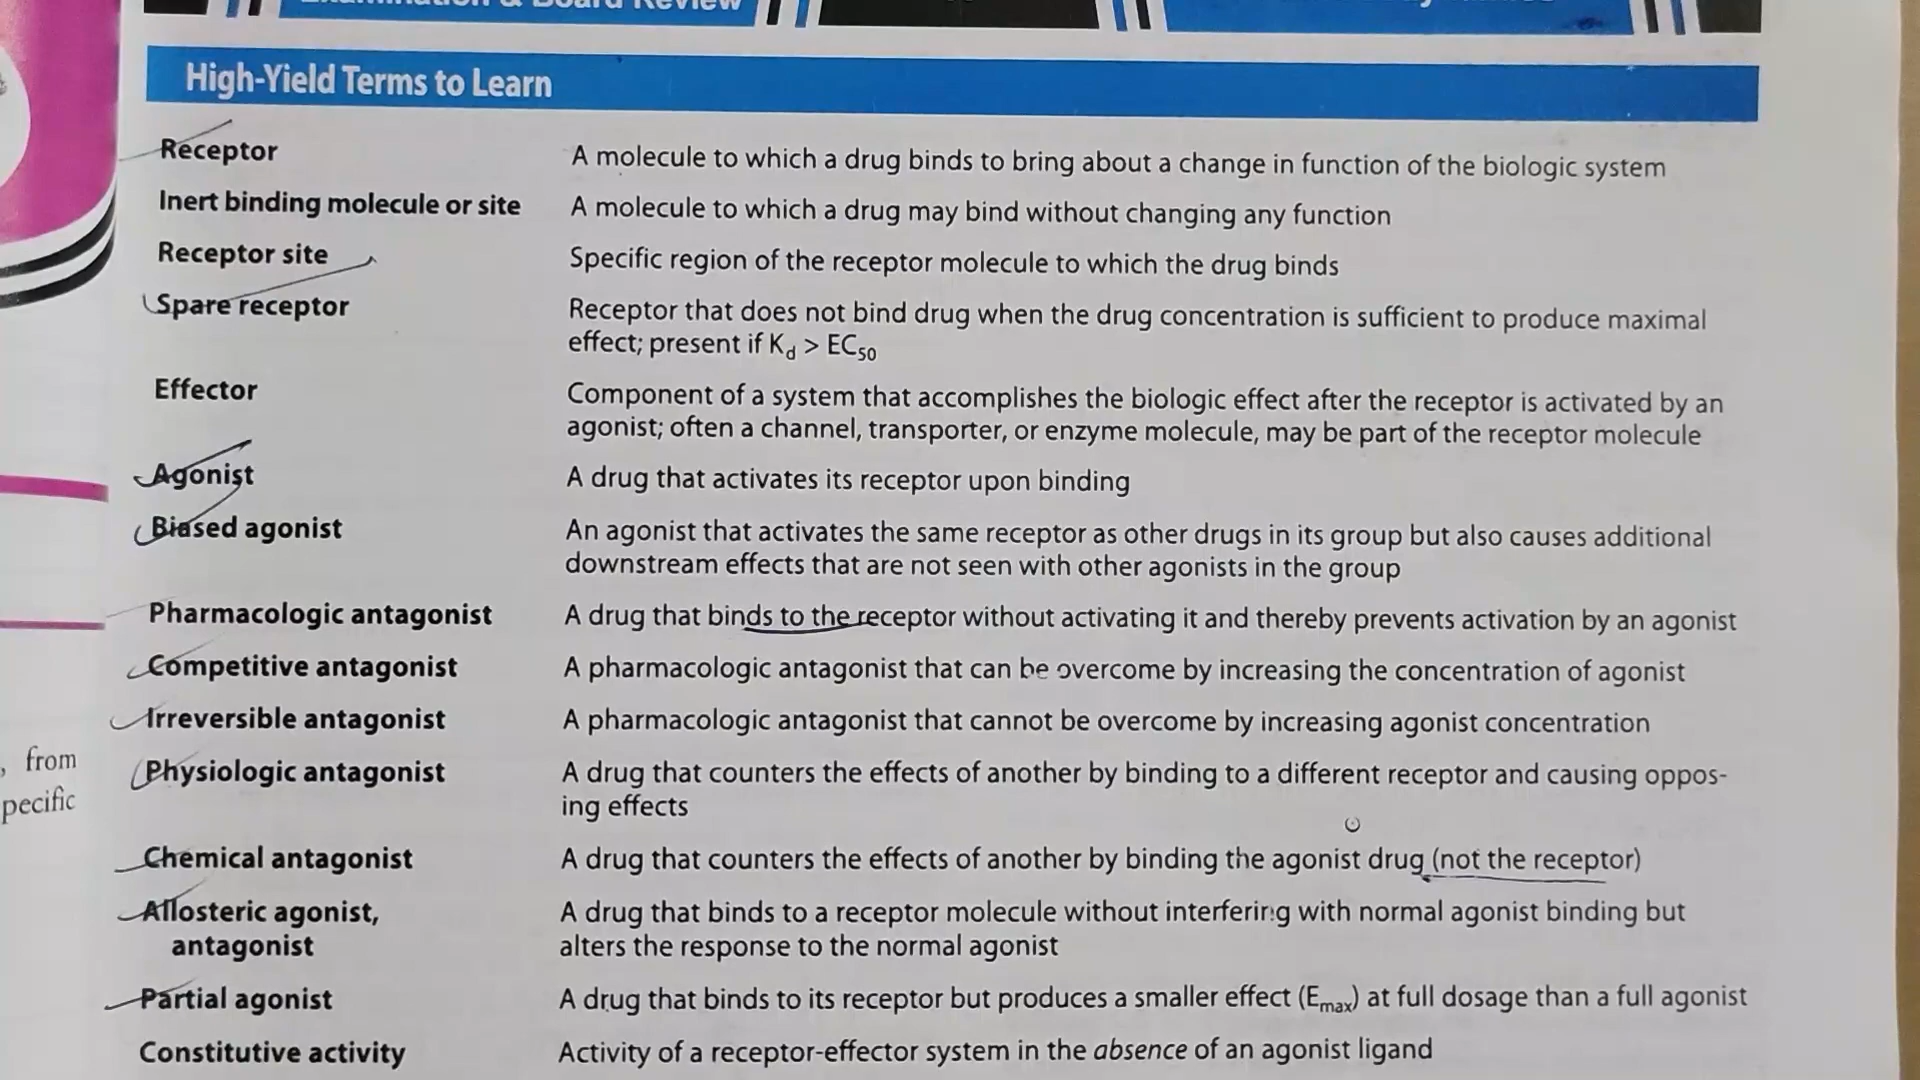 Examination & Board Review
High-Yield Terms to Learn
Receptor A molecule to which a drug binds to bring about a change in function of the biologic system
Inert binding molecule or site A molecule to which a drug may bind without changing any function
Receptor site Specific region of the receptor molecule to which the drug binds
Spare receptor Receptor that does not bind drug when the drug concentration is sufficient to produce maximal
effect; present if Kd > EC50
Effector Component of a system that accomplishes the biologic effect after the receptor is activated by an
agonist; often a channel, transporter, or enzyme molecule, may be part of the receptor molecule
Agonist A drug that activates its receptor upon binding
Biased agonist An agonist that activates the same receptor as other drugs in its group but also causes additional
downstream effects that are not seen with other agonists in the group
Pharmacologic antagonist A drug that binds to the receptor without activating it and thereby prevents activation by an agonist
Competitive antagonist A pharmacologic antagonist that can be overcome by increasing the concentration of agonist
Irreversible antagonist A pharmacologic antagonist that cannot be overcome by increasing agonist concentration
Physiologic antagonist A drug that counters the effects of another by binding to a different receptor and causing oppos-
ing effects
Chemical antagonist A drug that counters the effects of another by binding the agonist drug (not the receptor)
Allosteric agonist, A drug that binds to a receptor molecule without interfering with normal agonist binding but
antagonist alters the response to the normal agonist
Partial agonist A drug that binds to its receptor but produces a smaller effect (Emax) at full dosage than a full agonist
Constitutive activity Activity of a receptor-effector system in the absence of an agonist ligand
, from
pecific